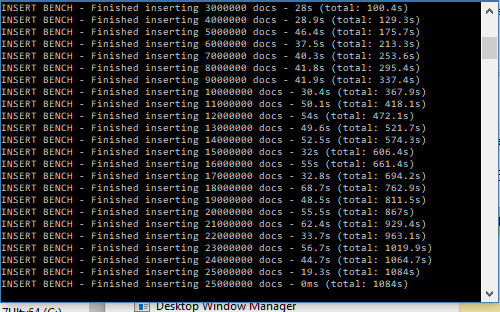 INSERT BENCH - Finished inserting 3000000 docs - 28s (total: 100.4s)
INSERT BENCH - Finished inserting 4000000 docs - 28.9s (total: 129.3s)
INSERT BENCH - Finished inserting 5000000 docs - 46.4s (total: 175.7s)
INSERT BENCH - Finished inserting 6000000 docs - 37.5s (total: 213.3s)
INSERT BENCH - Finished inserting 7000000 docs - 40.3s (total: 253.6s)
INSERT BENCH - Finished inserting 8000000 docs - 41.8s (total: 295.4s)
INSERT BENCH - Finished inserting 9000000 docs - 41.9s (total: 337.4s)
INSERT BENCH - Finished inserting 10000000 docs - 30.4s (total: 367.9s)
INSERT BENCH - Finished inserting 11000000 docs - 50.1s (total: 418.1s)
INSERT BENCH - Finished inserting 12000000 docs - 54s (total: 472.1s)
INSERT BENCH - Finished inserting 13000000 docs - 49.6s (total: 521.7s)
INSERT BENCH - Finished inserting 14000000 docs - 52.5s (total: 574.3s)
INSERT BENCH - Finished inserting 15000000 docs - 32s (total: 606.4s)
INSERT BENCH - Finished inserting 16000000 docs - 55s (total: 661.4s)
INSERT BENCH - Finished inserting 17000000 docs - 32.8s (total: 694.2s)
INSERT BENCH - Finished inserting 18000000 docs - 68.7s (total: 762.9s)
INSERT BENCH - Finished inserting 19000000 docs - 48.5s (total: 811.5s)
INSERT BENCH - Finished inserting 20000000 docs - 55.5s (total: 867s)
INSERT BENCH - Finished inserting 21000000 docs - 62.4s (total: 929.4s)
INSERT BENCH - Finished inserting 22000000 docs - 33.7s (total: 963.1s)
INSERT BENCH - Finished inserting 23000000 docs - 56.7s (total: 1019.9s)
INSERT BENCH - Finished inserting 24000000 docs - 44.7s (total: 1064.7s)
INSERT BENCH - Finished inserting 25000000 docs - 19.3s (total: 1084s)
INSERT BENCH - Finished inserting 25000000 docs - 0ms (total: 1084s)
Desktop Window Manager